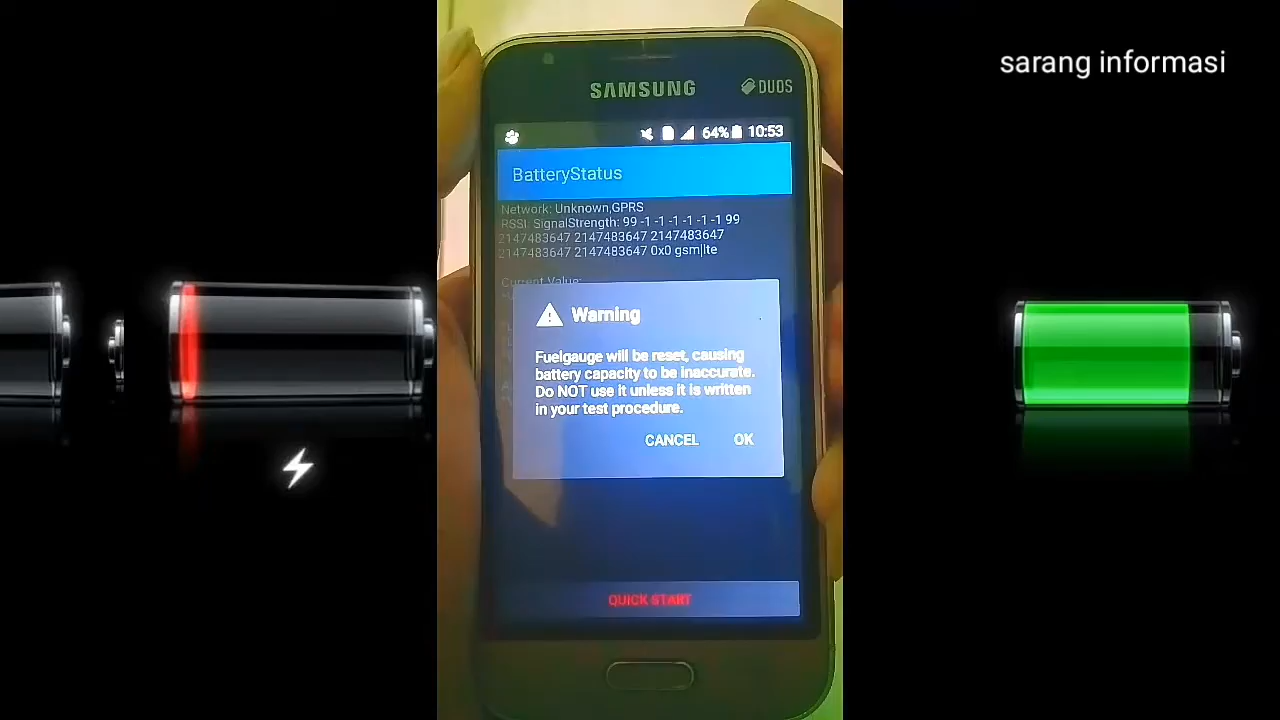 sarang informasi
SAMSUNG
DUOS
64% 10:53
BatteryStatus
Network: Unknown,GPRS
RSSI: SignalStrength: 99 -1 -1 -1 -1 -1 -1 99
2147483647 2147483647 2147483647
2147483647 2147483647 0x0 gsm|lte
Current Value:
Warning
Fuelgauge will be reset, causing
battery capacity to be inaccurate.
Do NOT use it unless it is written
in your test procedure.
CANCEL OK
QUICK START